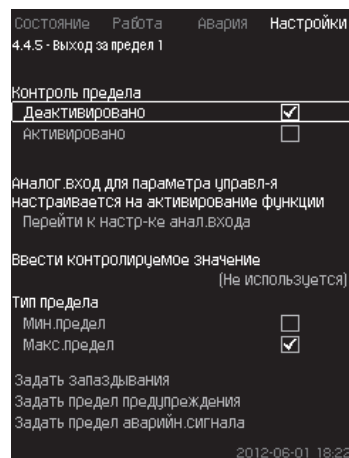 Состояние Работа Авария Настройки
4.4.5 - Выход за предел 1
Контроль предела
Деактивировано
Активировано
Аналог.вход для параметра управл-я
настраивается на активирование функции
Перейти к настр-ке анал.входа
Ввести контролируемое значение
(Не используется)
Тип предела
Мин.предел
Макс.предел
Задать запаздывания
Задать предел предупреждения
Задать предел аварийн.сигнала
2012-06-01 18:22